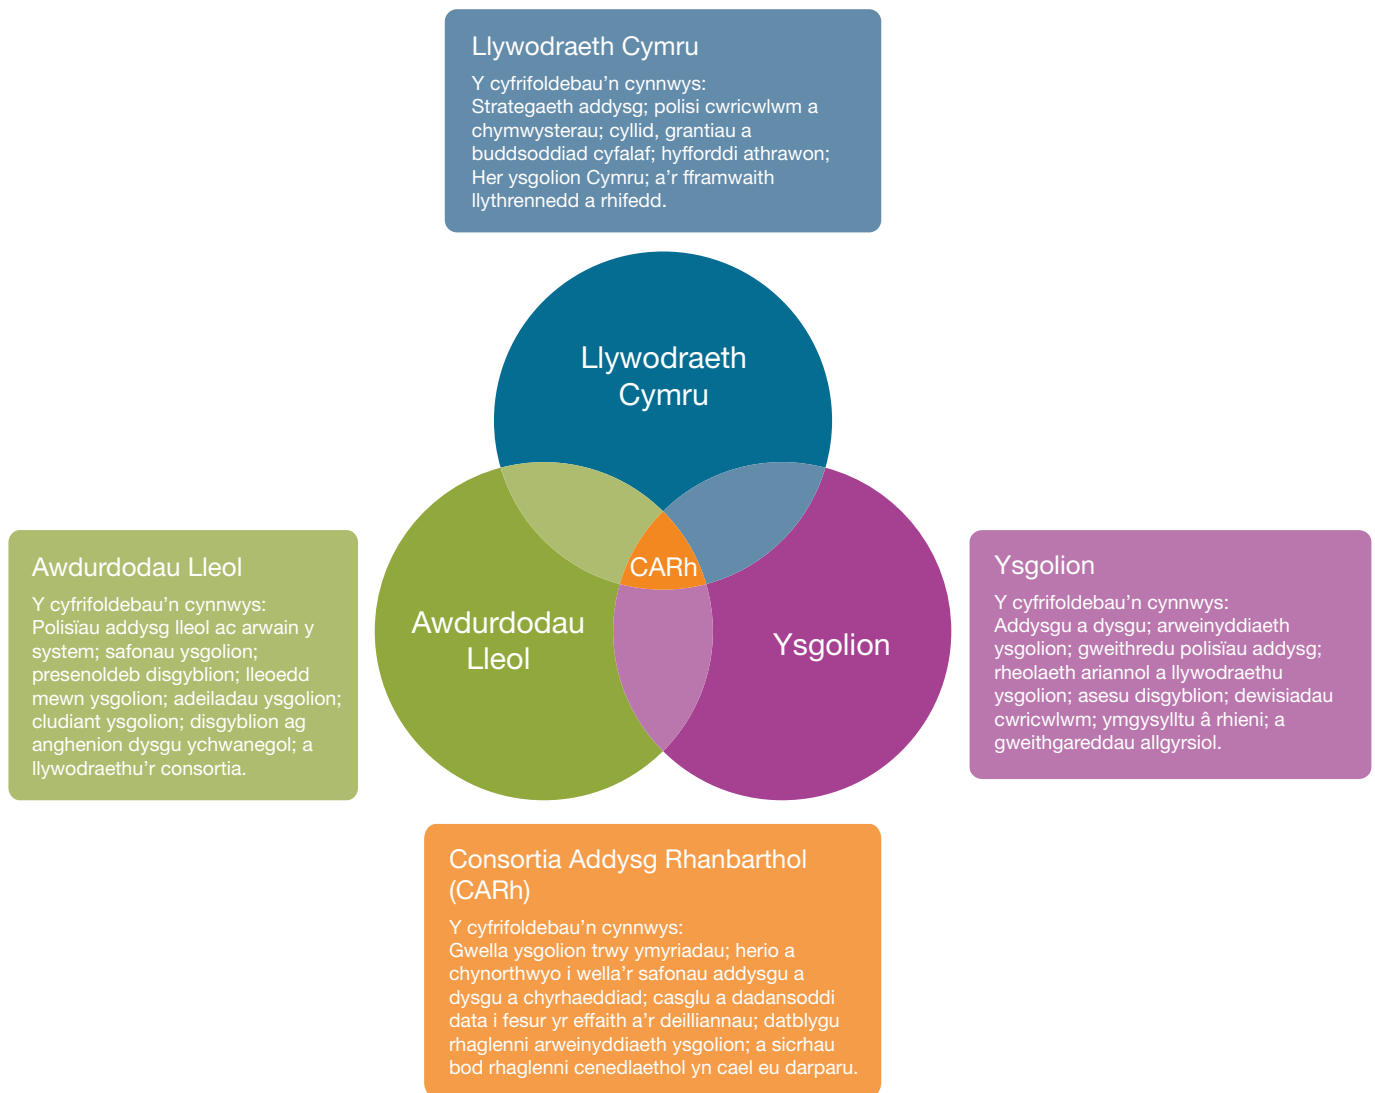 Llywodraeth Cymru
Y cyfrifoldebau’n cynnwys:
Strategaeth addysg; polisi cwricwlwm a
chymwysterau; cyllid, grantiau a
buddsoddiad cyfalaf; hyfforddi athrawon;
Her ysgolion Cymru; a’r fframwaith
llythrennedd a rhifedd.
Llywodraeth
Cymru
CARh
Awdurdodau
Lleol
Ysgolion
Awdurdodau Lleol
Y cyfrifoldebau’n cynnwys:
Polisïau addysg lleol ac arwain y
system; safonau ysgolion;
presenoldeb disgyblion; lleoedd
mewn ysgolion; adeiladau ysgolion;
cludiant ysgolion; disgyblion ag
anghenion dysgu ychwanegol; a
llywodraethu’r consortia.
Ysgolion
Y cyfrifoldebau’n cynnwys:
Addysgu a dysgu; arweinyddiaeth
ysgolion; gweithredu polisïau addysg;
rheolaeth ariannol a llywodraethu
ysgolion; asesu disgyblion; dewisiadau
cwricwlwm; ymgysylltu â rhieni; a
gweithgareddau allgyrsiol.
Consortia Addysg Rhanbarthol
(CARh)
Y cyfrifoldebau’n cynnwys:
Gwella ysgolion trwy ymyriadau; herio a
chynorthwyo i wella’r safonau addysgu a
dysgu a chyrhaeddiad; casglu a dadansoddi
data i fesur yr effaith a’r deilliannau; datblygu
rhaglenni arweinyddiaeth ysgolion; a sicrhau
bod rhaglenni cenedlaethol yn cael eu darparu.